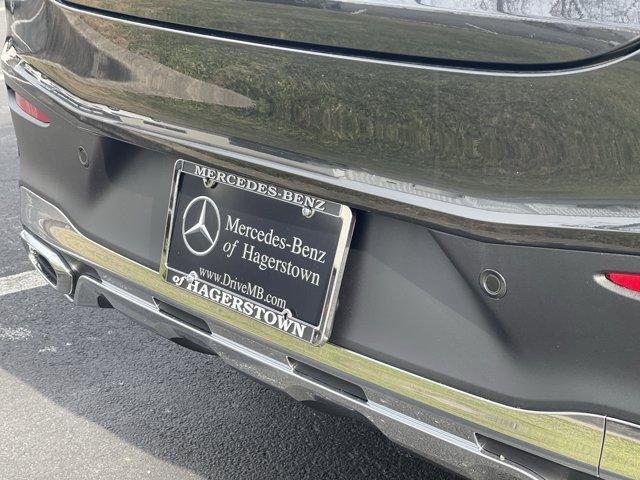 MERCEDES-BENZ
Mercedes-Benz
of Hagerstown
www.DriveMB.com
of HAGERSTOWN